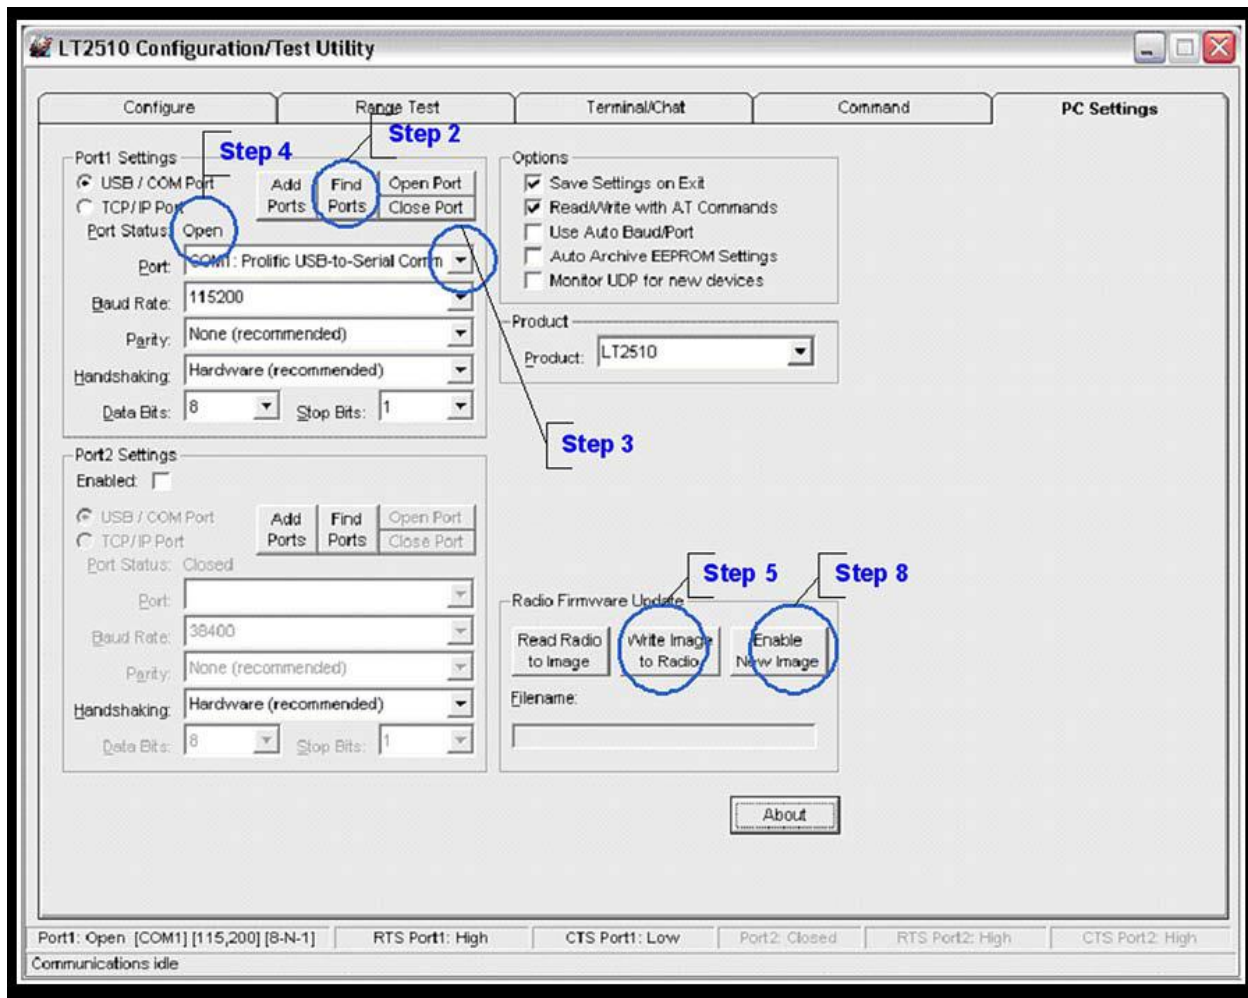 LT2510 Configuration/Test Utility
Configure
Range Test
Terminal/Chat
Command
PC Settings
Step 4
Step 2
Port1 Settings
USB / COM Port
TCP/IP Port
Add Ports
Find Ports
Open Port
Close Port
Port Status: Open
Port: COM1: Prolific USB-to-Serial Comm
Baud Rate: 115200
Parity: None (recommended)
Handshaking: Hardware (recommended)
Data Bits: 8 Stop Bits: 1
Options
Save Settings on Exit
Read/Write with AT Commands
Use Auto Baud/Port
Auto Archive EEPROM Settings
Monitor UDP for new devices
Product
Product: LT2510
Step 3
Port2 Settings
Enabled:
USB / COM Port
TCP/IP Port
Add Ports
Find Ports
Open Port
Close Port
Port Status: Closed
Port:
Baud Rate: 38400
Parity: None (recommended)
Handshaking: Hardware (recommended)
Data Bits: 8 Stop Bits: 1
Step 5
Step 8
Radio Firmware Update
Read Radio to Image
Write Image to Radio
Enable New Image
Filename:
About
Port1: Open [COM1] [115,200] [8-N-1]
RTS Port1: High
CTS Port1: Low
Port2: Closed
RTS Port2: High
CTS Port2: High
Communications idle